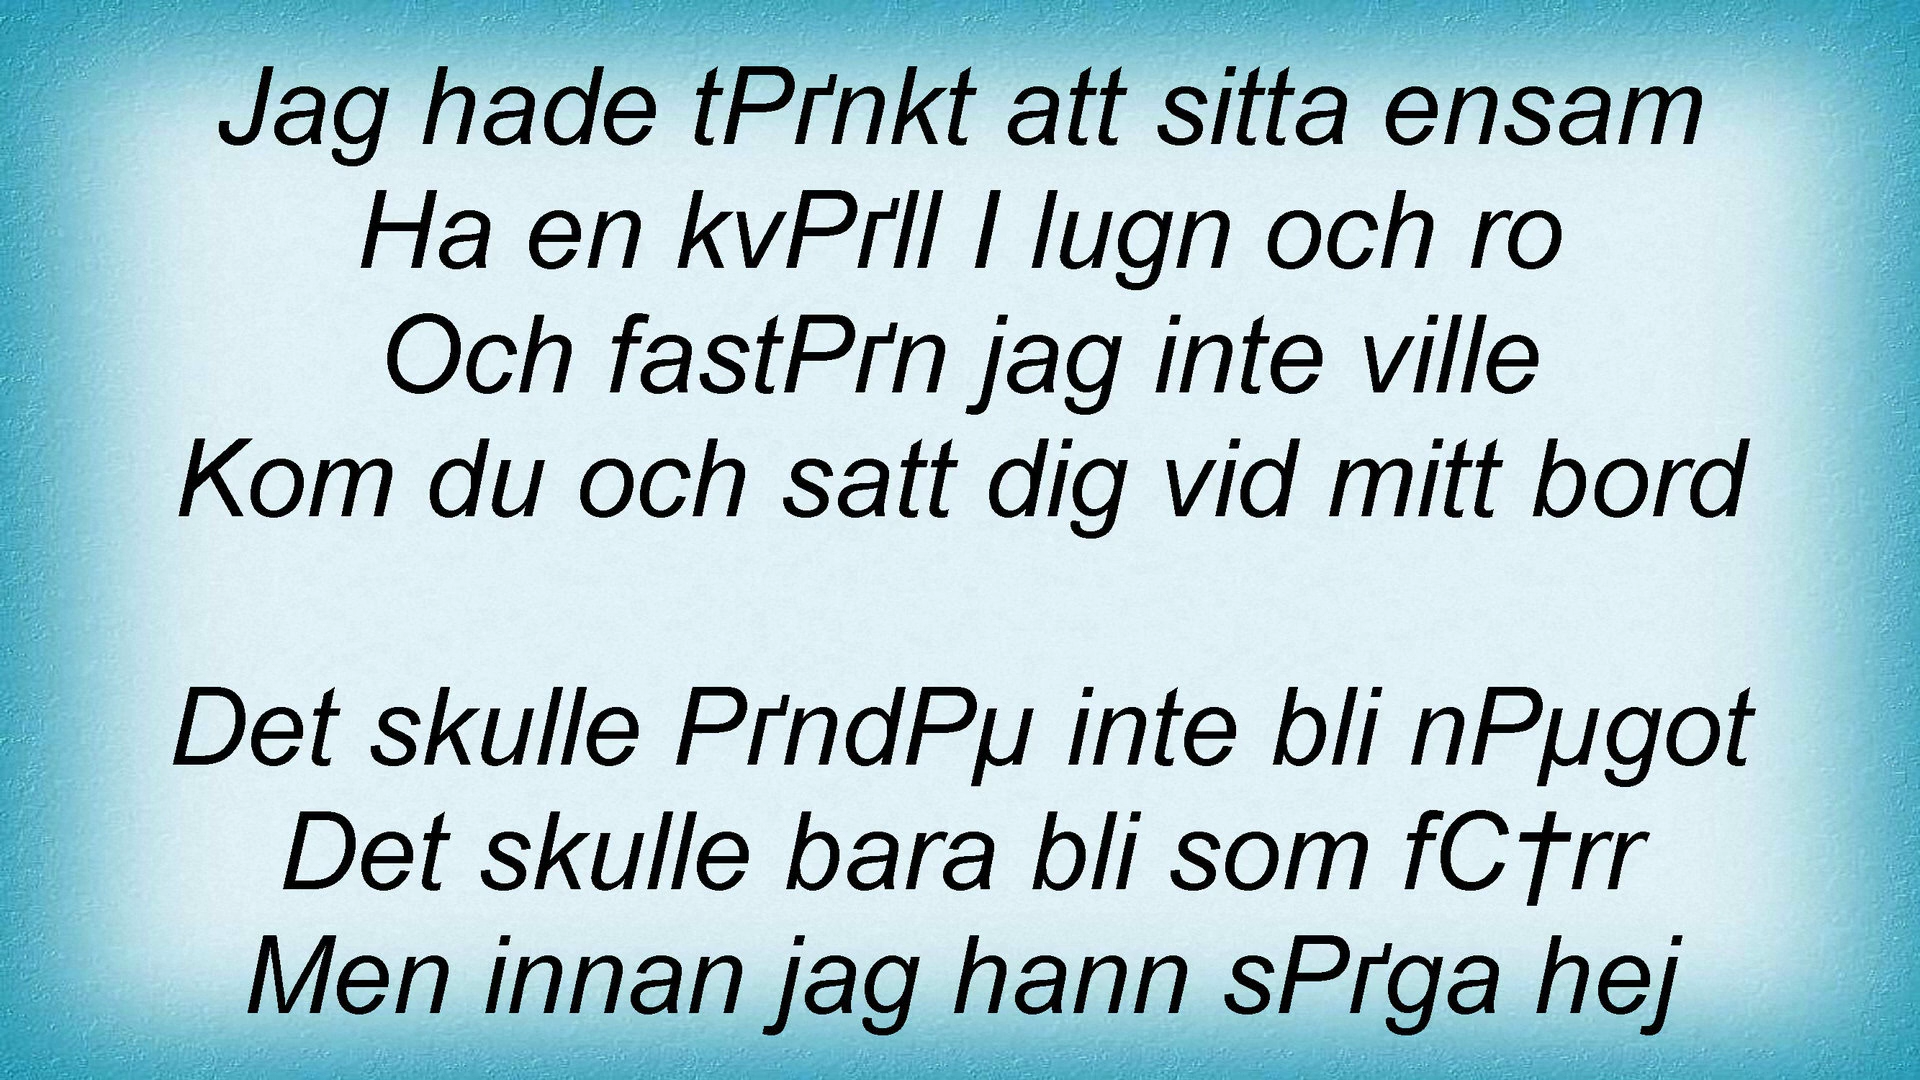 Jag hade tPґnkt att sitta ensam
Ha en kvPґll I lugn och ro
Och fastPґn jag inte ville
Kom du och satt dig vid mitt bord
Det skulle PґndPµ inte bli nPµgot
Det skulle bara bli som fC†rr
Men innan jag hann sPґga hej